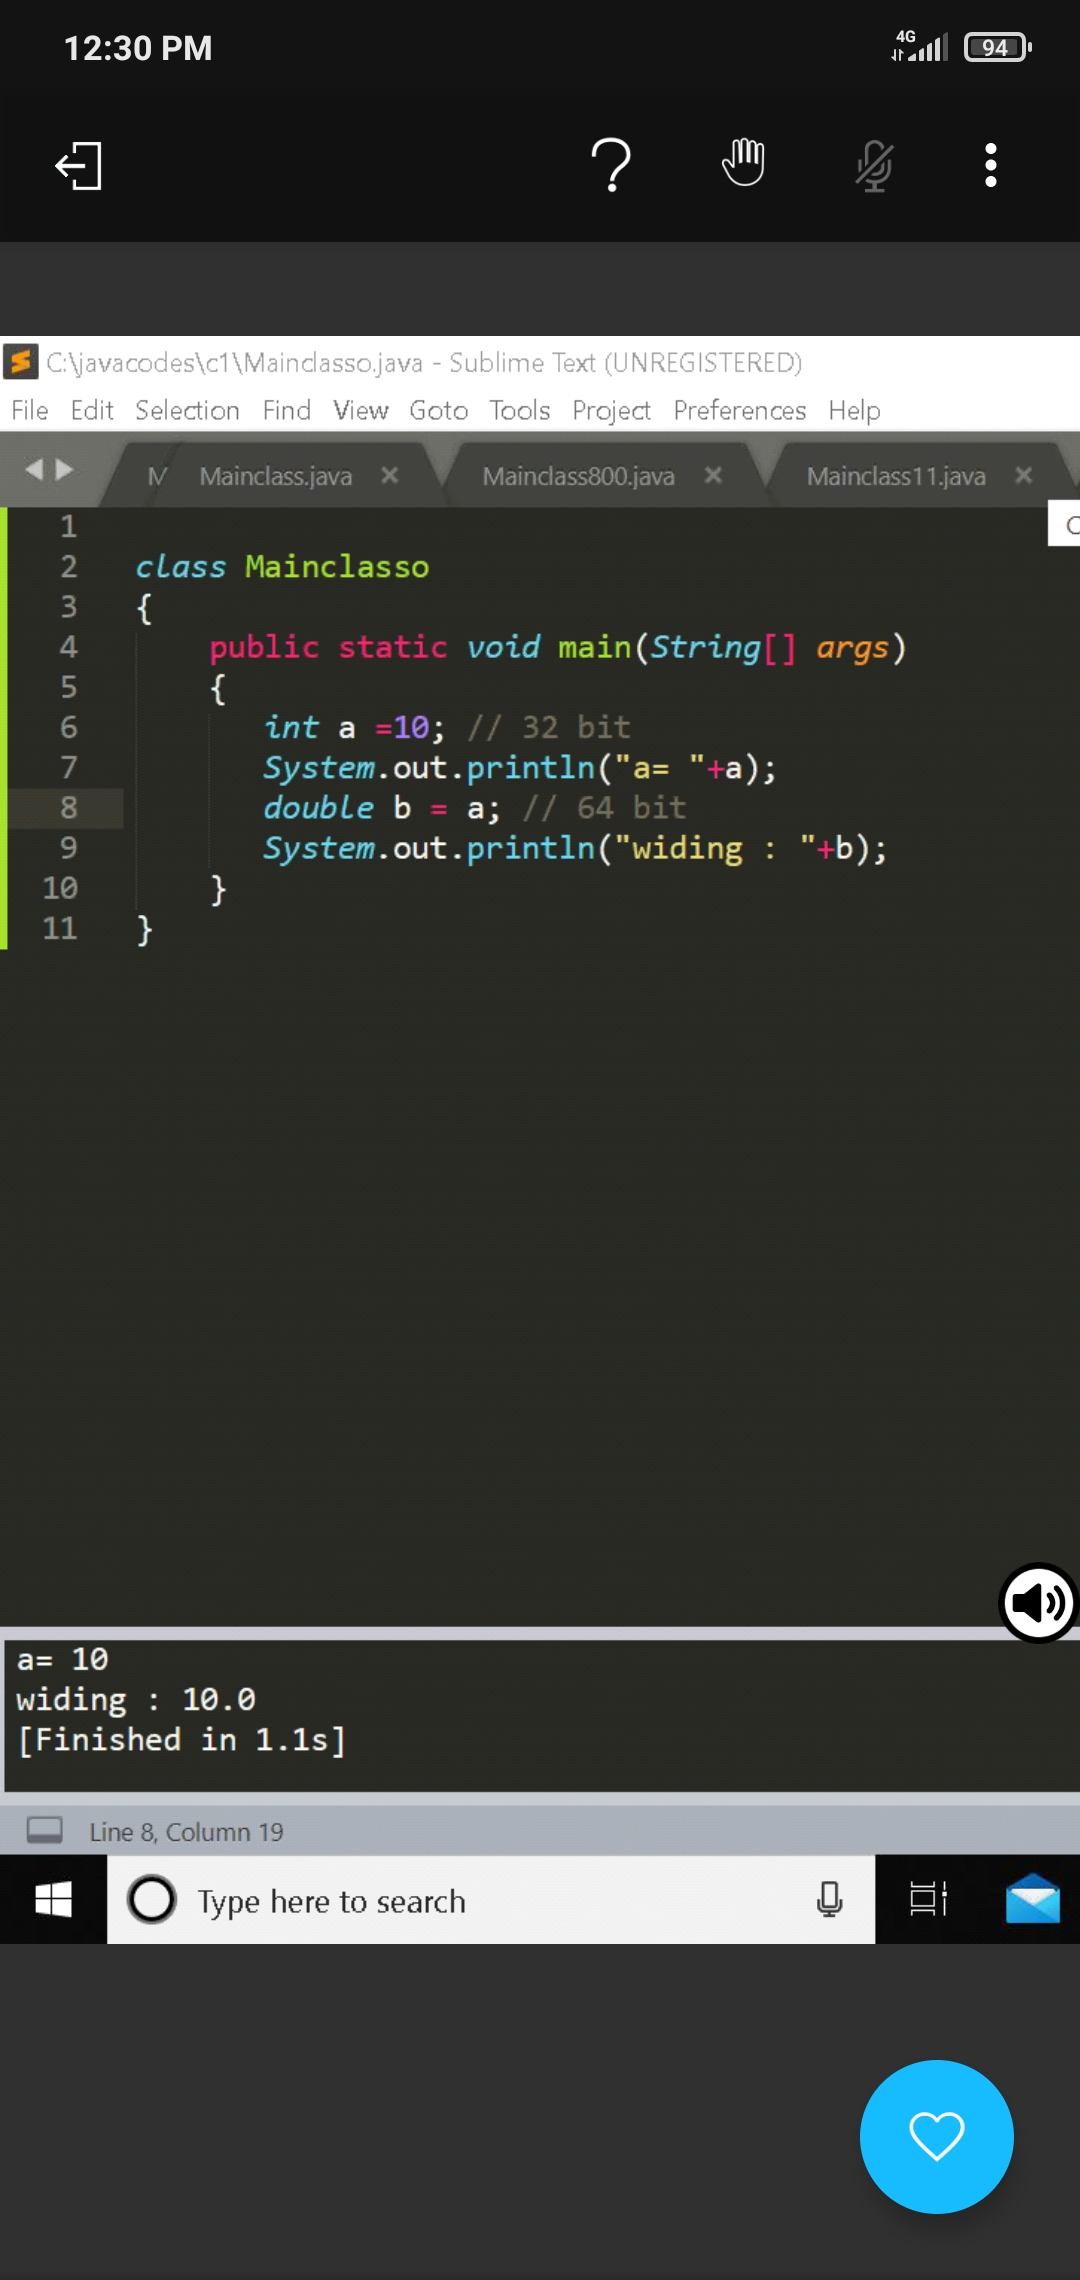 12:30 PM
4G
94
C:\javacodes\c1\Mainclasso.java - Sublime Text (UNREGISTERED)
File Edit Selection Find View Goto Tools Project Preferences Help
M Mainclass.java × Mainclass800.java × Mainclass11.java ×
1
2 class Mainclasso
3 {
4 public static void main(String[] args)
5 {
6 int a =10; // 32 bit
7 System.out.println("a= "+a);
8 double b = a; // 64 bit
9 System.out.println("widing : "+b);
10 }
11 }
a= 10
widing : 10.0
[Finished in 1.1s]
Line 8, Column 19
Type here to search